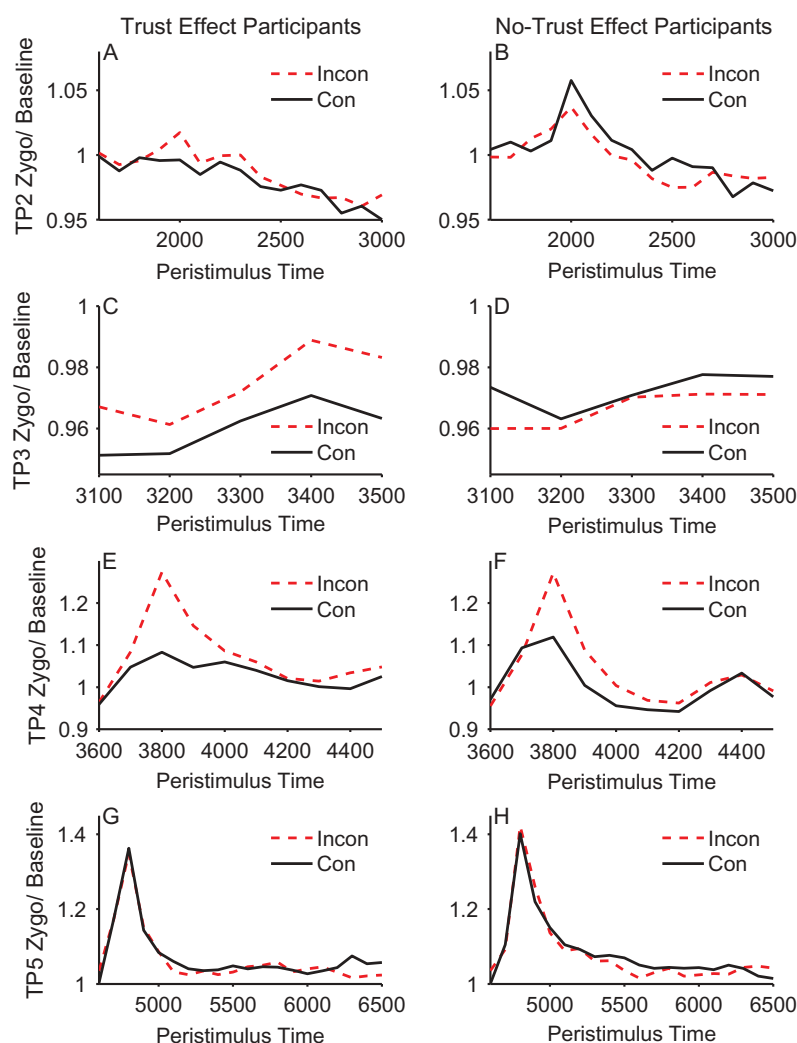 Trust Effect Participants
No-Trust Effect Participants
A
Incon
Con
1.05
1
0.95
TP2 Zygo/ Baseline
2000
2500
3000
Peristimulus Time
B
Incon
Con
1.05
1
0.95
2000
2500
3000
Peristimulus Time
C
Incon
Con
1
0.98
0.96
TP3 Zygo/ Baseline
3100
3200
3300
3400
3500
Peristimulus Time
D
Incon
Con
1
0.98
0.96
3100
3200
3300
3400
3500
Peristimulus Time
E
Incon
Con
1.2
1.1
1
0.9
TP4 Zygo/ Baseline
3600
3800
4000
4200
4400
Peristimulus Time
F
Incon
Con
1.2
1.1
1
0.9
3600
3800
4000
4200
4400
Peristimulus Time
G
Incon
Con
1.4
1.2
1
TP5 Zygo/ Baseline
5000
5500
6000
6500
Peristimulus Time
H
Incon
Con
1.4
1.2
1
5000
5500
6000
6500
Peristimulus Time